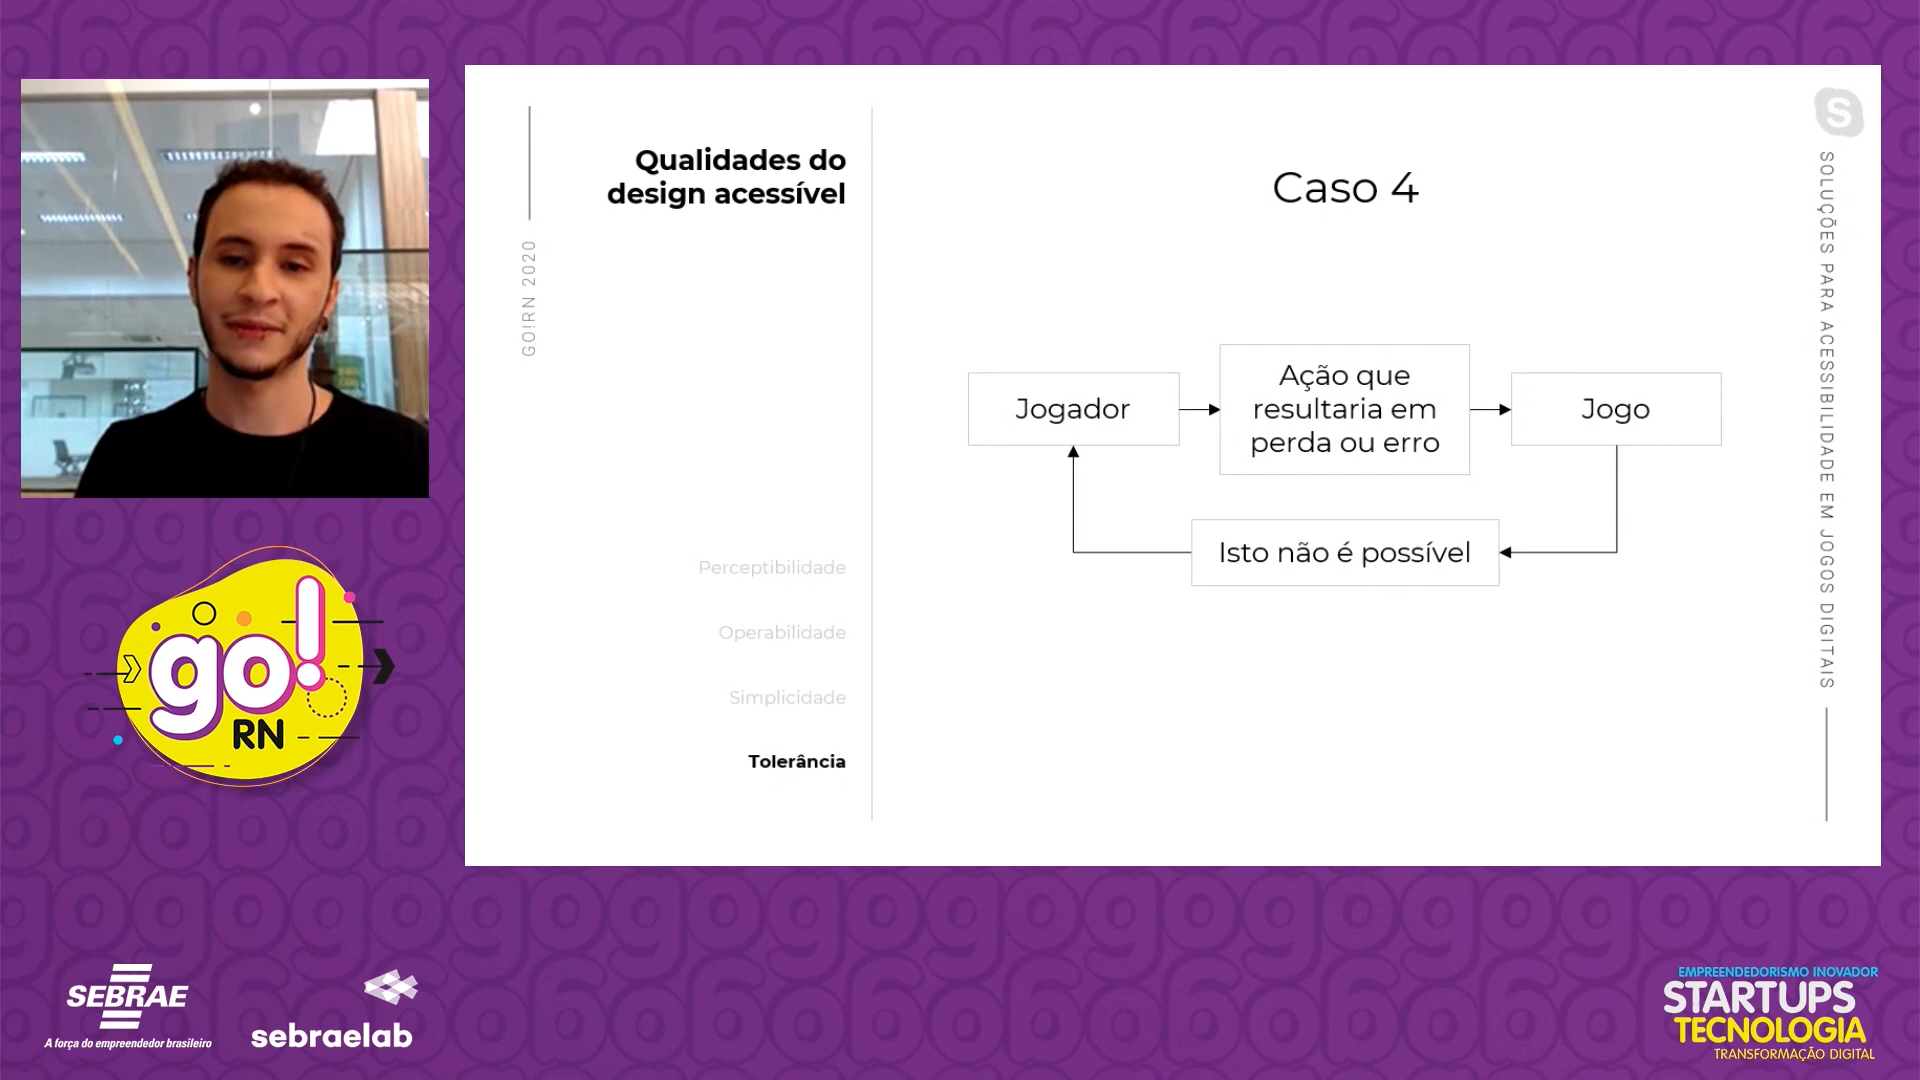 GO!RN 2020
Qualidades do
design acessível
Perceptibilidade
Operabilidade
Simplicidade
Tolerância
Caso 4
Jogador
Ação que
resultaria em
perda ou erro
Jogo
Isto não é possível
S
SOLUÇÕES PARA ACESSIBILIDADE EM JOGOS DIGITAIS
go!
RN
SEBRAE
A força do empreendedor brasileiro
sebraelab
EMPREENDEDORISMO INOVADOR
STARTUPS
TECNOLOGIA
TRANSFORMAÇÃO DIGITAL